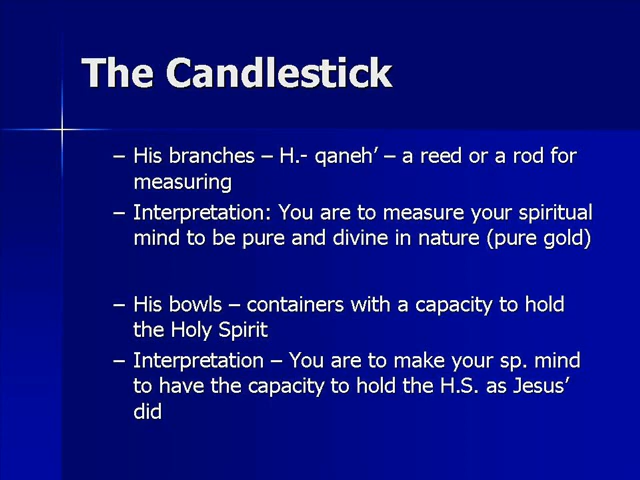 The Candlestick
– His branches – H.- qaneh’ – a reed or a rod for
measuring
– Interpretation: You are to measure your spiritual
mind to be pure and divine in nature (pure gold)
– His bowls – containers with a capacity to hold
the Holy Spirit
– Interpretation – You are to make your sp. mind
to have the capacity to hold the H.S. as Jesus’
did